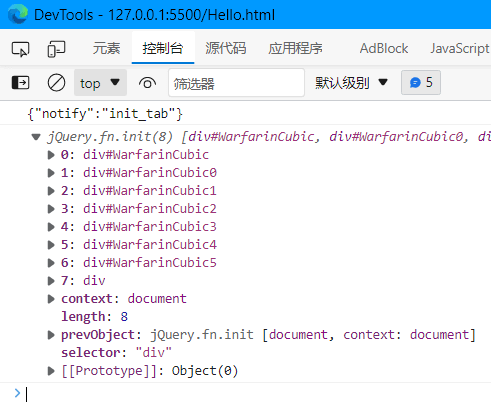 DevTools - 127.0.0.1:5500/Hello.html
元素 控制台 源代码 应用程序 AdBlock JavaScript
top 筛选器 默认级别 5
{"notify":"init_tab"}
jQuery.fn.init(8) [div#WarfarinCubic, div#WarfarinCubic0, di
0: div#WarfarinCubic
1: div#WarfarinCubic0
2: div#WarfarinCubic1
3: div#WarfarinCubic2
4: div#WarfarinCubic3
5: div#WarfarinCubic4
6: div#WarfarinCubic5
7: div
context: document
length: 8
prevObject: jQuery.fn.init [document, context: document]
selector: "div"
[[Prototype]]: Object(0)